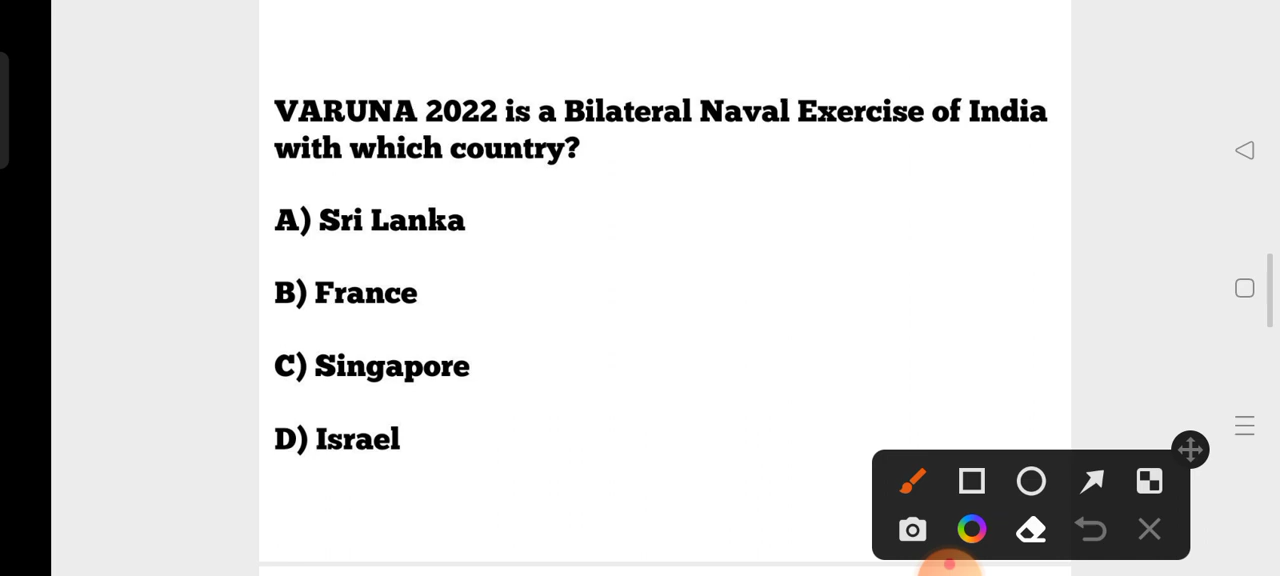 VARUNA 2022 is a Bilateral Naval Exercise of India
with which country?
A) Sri Lanka
B) France
C) Singapore
D) Israel